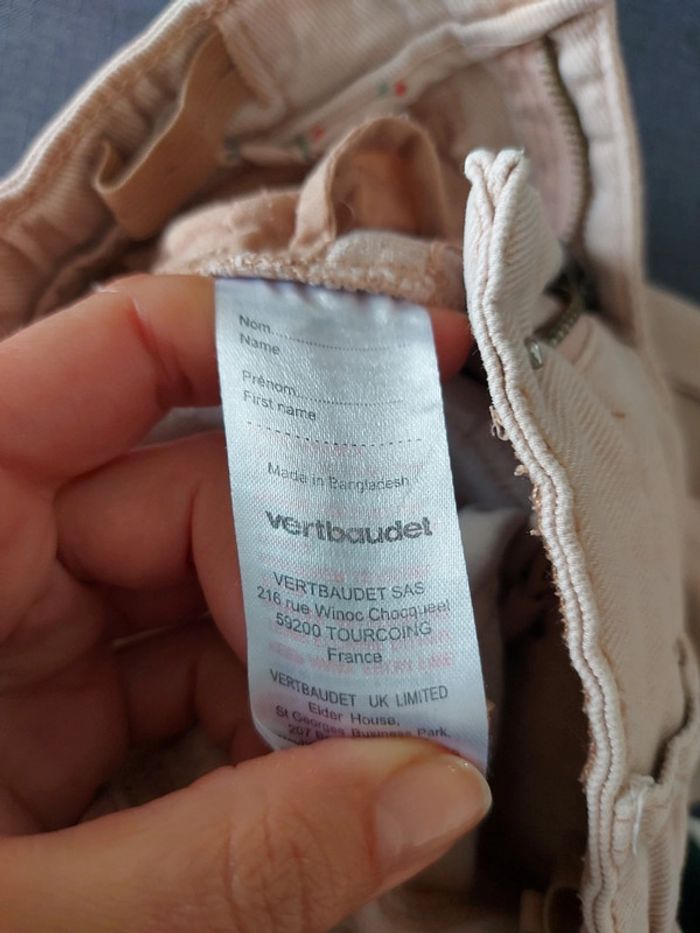 Nom............................
Name
Prénom......................
First name
Made in Bangladesh
vertbaudet
VERTBAUDET SAS
216 rue Winoc Chocqueel
59200 TOURCOING
France
VERTBAUDET UK LIMITED
Elder House,
St Georges Business Park,
207